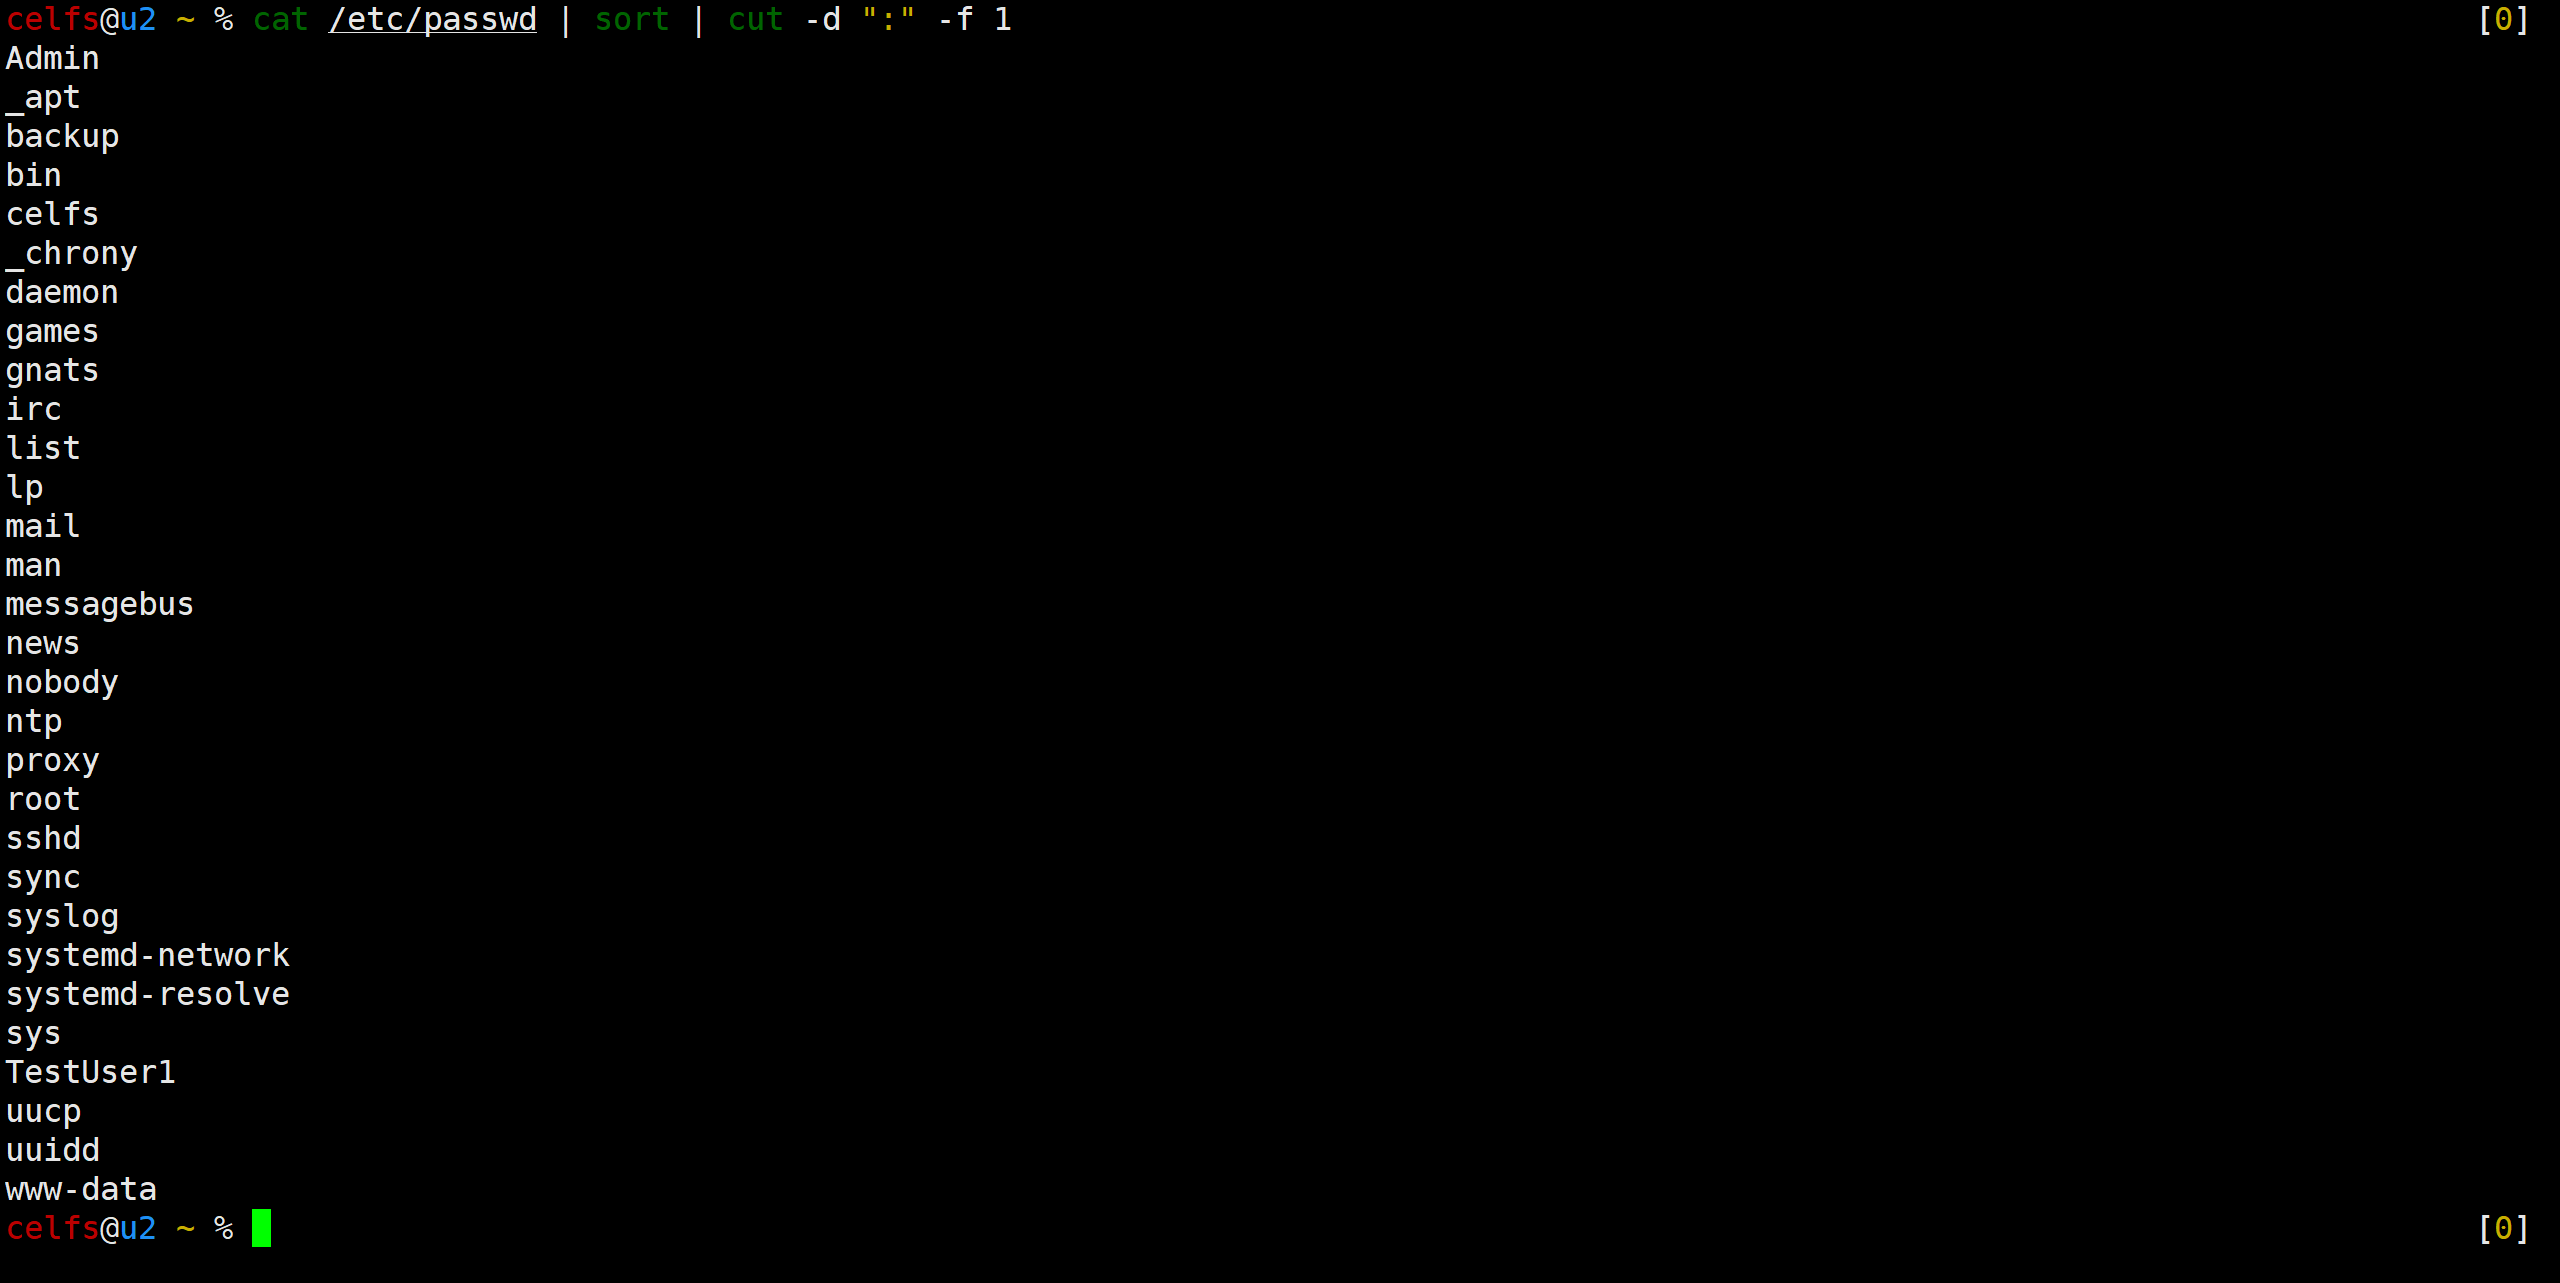 celfs@u2 ~ % cat /etc/passwd | sort | cut -d ":" -f 1 [0]
Admin
_apt
backup
bin
celfs
_chrony
daemon
games
gnats
irc
list
lp
mail
man
messagebus
news
nobody
ntp
proxy
root
sshd
sync
syslog
systemd-network
systemd-resolve
sys
TestUser1
uucp
uuidd
www-data
celfs@u2 ~ % [0]